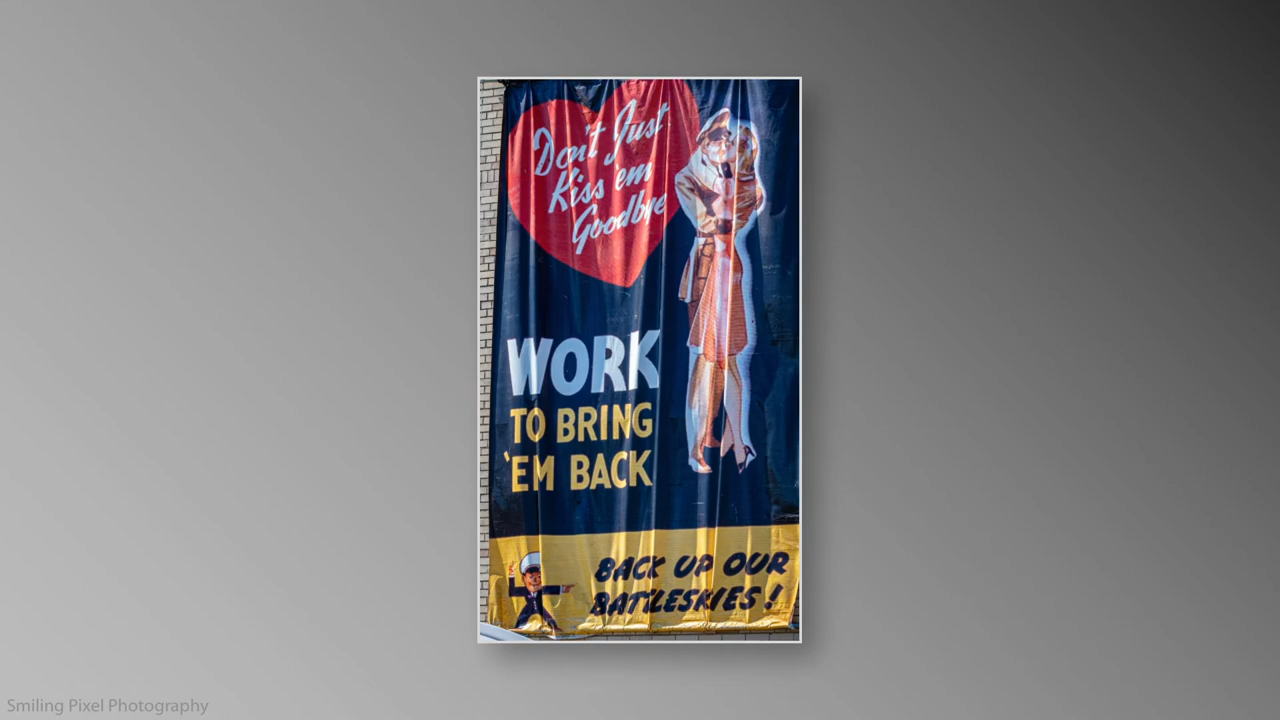 Don't Just
Kiss 'em
Goodbye
WORK
TO BRING
'EM BACK
BACK UP OUR
BATTLESKIES!
Smiling Pixel Photography